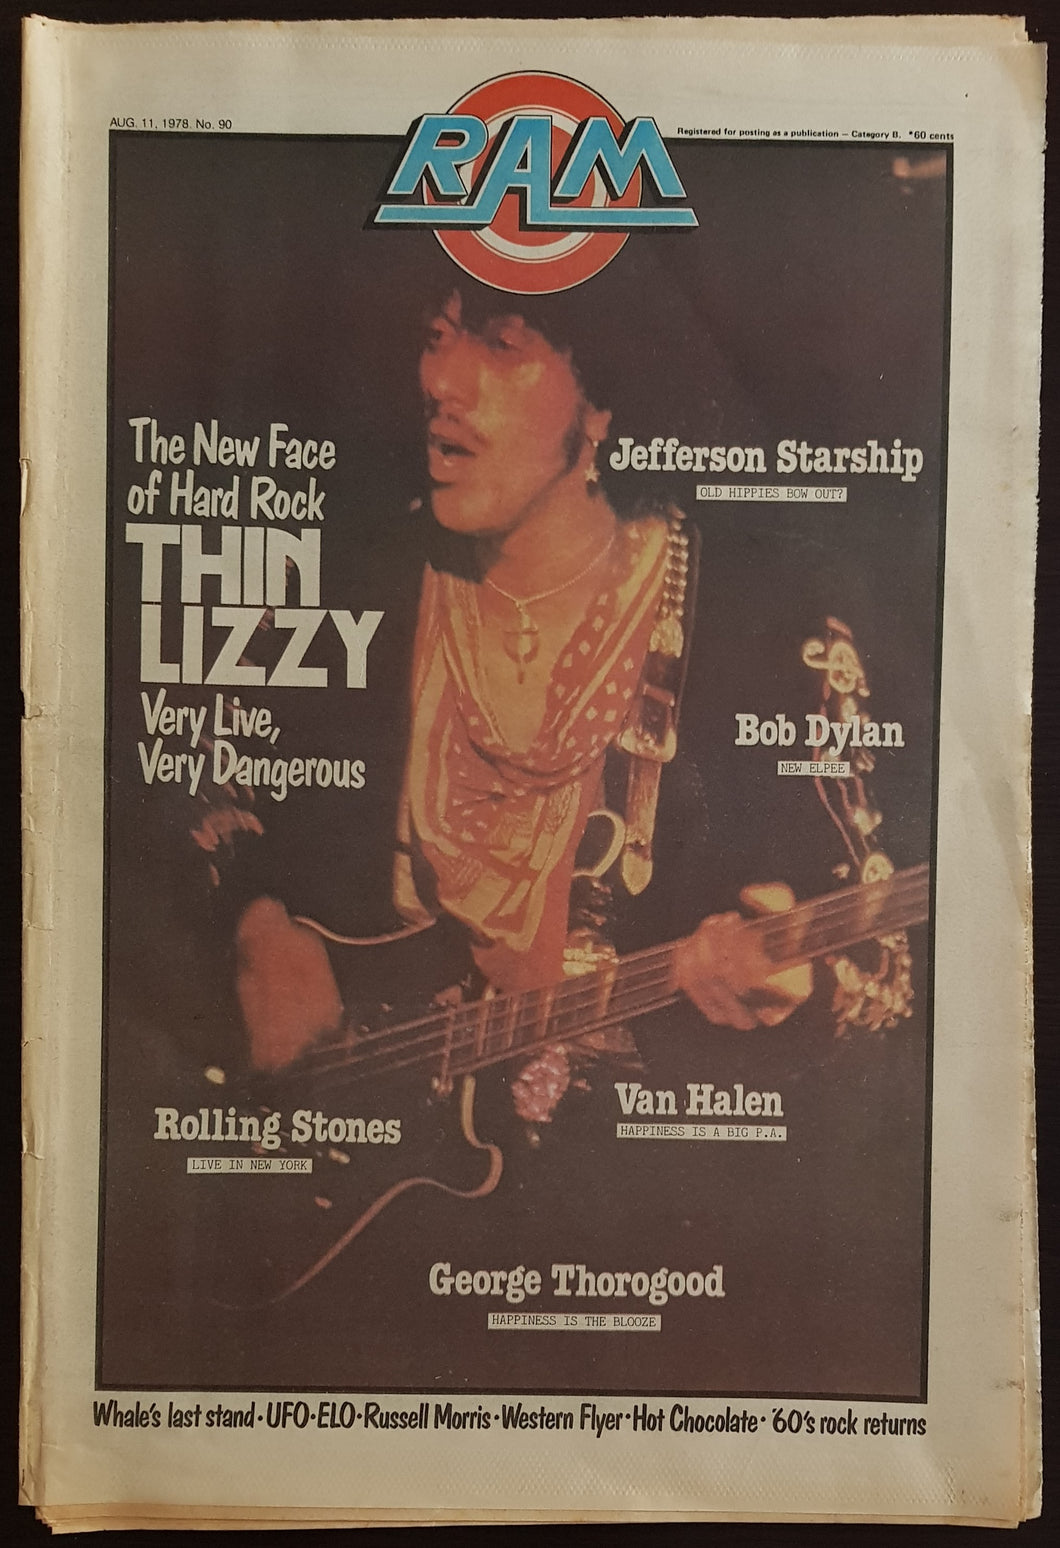 AUG. 11, 1978. No. 90
RAM
Registered for posting as a publication — Category B. *60 cents
The New Face
of Hard Rock
THIN
LIZZY
Very Live,
Very Dangerous
Jefferson Starship
OLD HIPPIES BOW OUT?
Bob Dylan
NEW ELPEE
Van Halen
HAPPINESS IS A BIG P.A.
Rolling Stones
LIVE IN NEW YORK
George Thorogood
HAPPINESS IS THE BLOOZE
Whale's last stand · UFO · ELO · Russell Morris · Western Flyer · Hot Chocolate · '60's rock returns